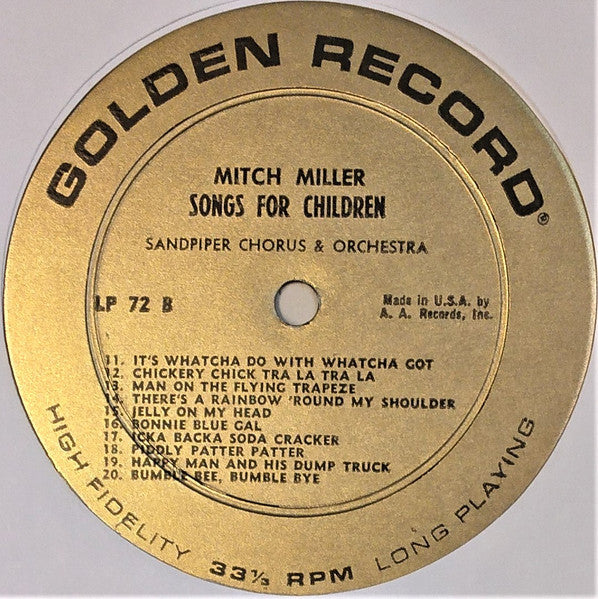 GOLDEN RECORD®
MITCH MILLER
SONGS FOR CHILDREN
SANDPIPER CHORUS & ORCHESTRA
LP 72 B
Made in U.S.A. by
A. A. Records, Inc.
11. IT'S WHATCHA DO WITH WHATCHA GOT
12. CHICKERY CHICK TRA LA TRA LA
13. MAN ON THE FLYING TRAPEZE
14. THERE'S A RAINBOW 'ROUND MY SHOULDER
15. JELLY ON MY HEAD
16. BONNIE BLUE GAL
17. ICKA BACKA SODA CRACKER
18. PIDDLY PATTER PATTER
19. HAPPY MAN AND HIS DUMP TRUCK
20. BUMBLE BEE, BUMBLE BYE
HIGH FIDELITY 33⅓ RPM LONG PLAYING